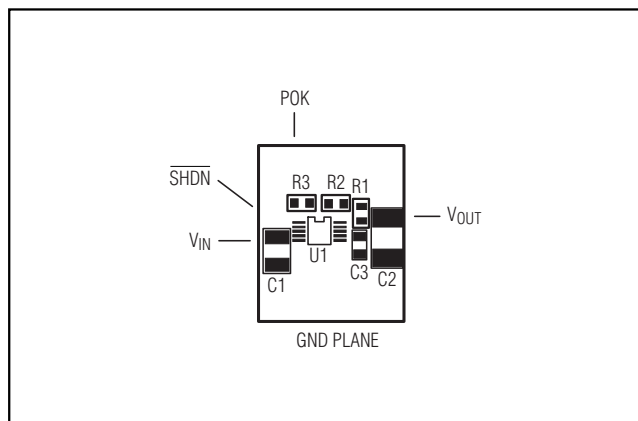 POK
SHDN
R3 R2 R1
VIN
VOUT
U1
C1
C3
C2
GND PLANE